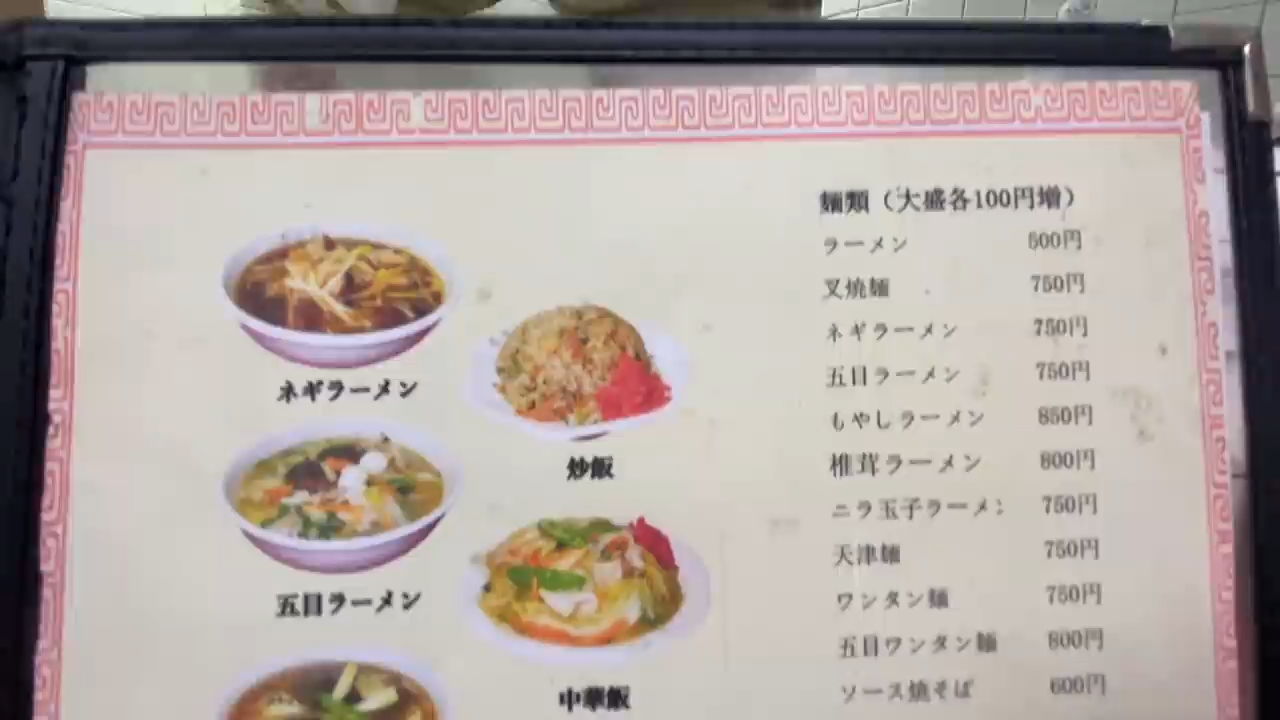 麺類（大盛各100円増）
ラーメン 500円
叉焼麺 750円
ネギラーメン 750円
五目ラーメン 750円
もやしラーメン 850円
椎茸ラーメン 800円
ニラ玉子ラーメン 750円
天津麺 750円
ワンタン麺 750円
五目ワンタン麺 800円
ソース焼そば 600円
ネギラーメン
炒飯
五目ラーメン
中華飯